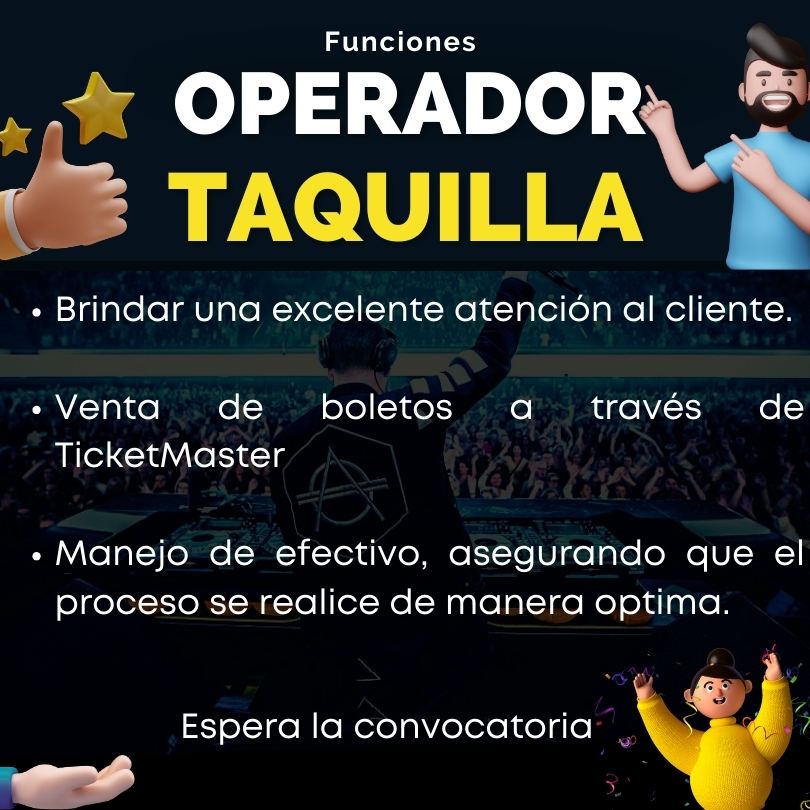 Funciones
OPERADOR
TAQUILLA
• Brindar una excelente atención al cliente.
• Venta de boletos a través de
TicketMaster
• Manejo de efectivo, asegurando que el
proceso se realice de manera optima.
Espera la convocatoria